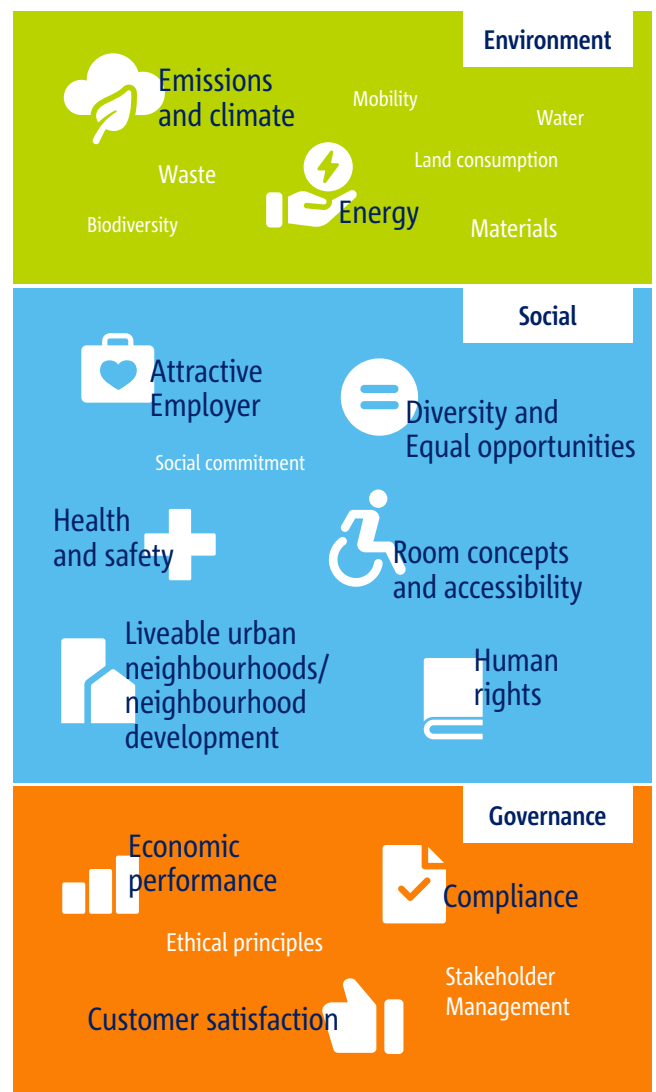 Environment
Emissions
and climate
Mobility
Water
Land consumption
Waste
Energy
Biodiversity
Materials
Social
Attractive
Employer
Diversity and
Equal opportunities
Social commitment
Health
and safety
Room concepts
and accessibility
Liveable urban
neighbourhoods/
neighbourhood
development
Human
rights
Governance
Economic
performance
Compliance
Ethical principles
Stakeholder
Management
Customer satisfaction